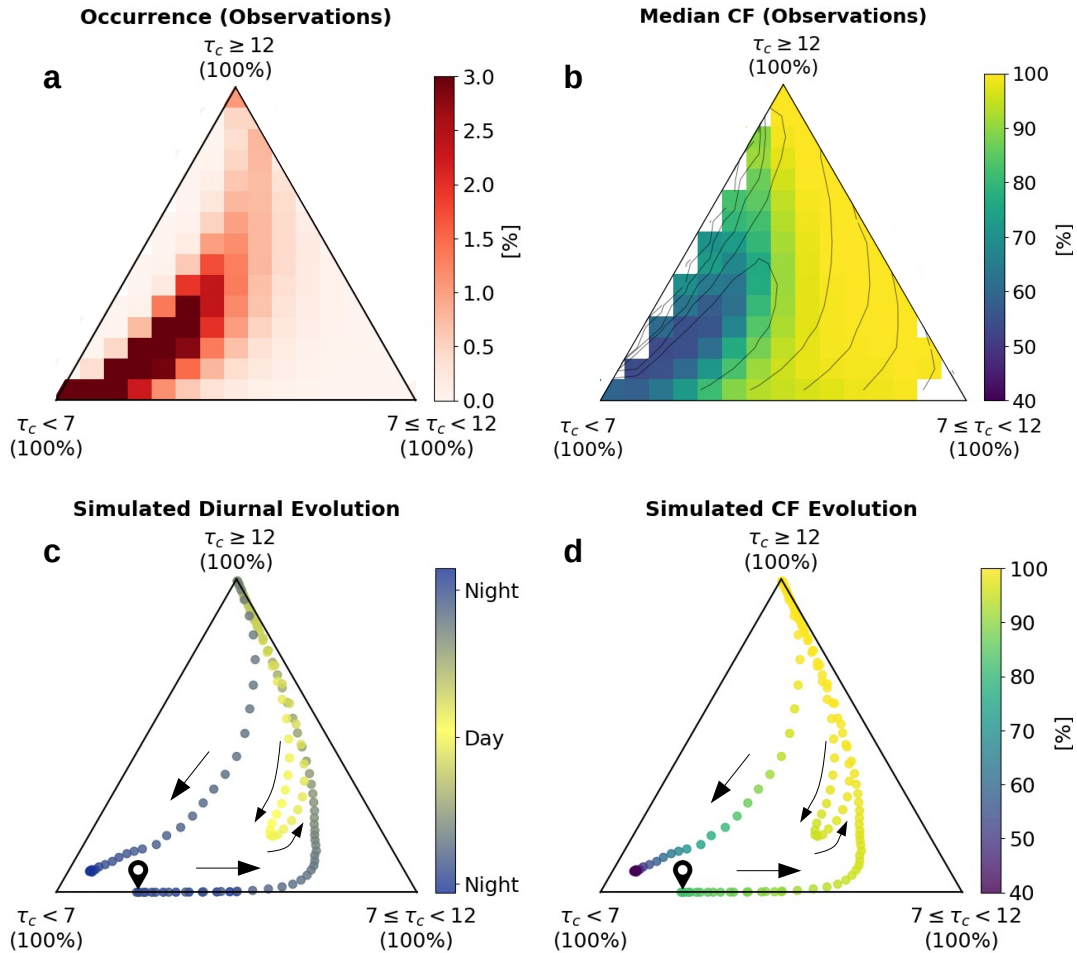 Occurrence (Observations)
τc ≥ 12
(100%)
a
3.0
2.5
2.0
1.5
1.0
0.5
0.0
[%]
τc < 7
(100%)
7 ≤ τc < 12
(100%)
Median CF (Observations)
τc ≥ 12
(100%)
b
100
90
80
70
60
50
40
[%]
τc < 7
(100%)
7 ≤ τc < 12
(100%)
Simulated Diurnal Evolution
τc ≥ 12
(100%)
c
Night
Day
Night
τc < 7
(100%)
7 ≤ τc < 12
(100%)
Simulated CF Evolution
τc ≥ 12
(100%)
d
100
90
80
70
60
50
40
[%]
τc < 7
(100%)
7 ≤ τc < 12
(100%)